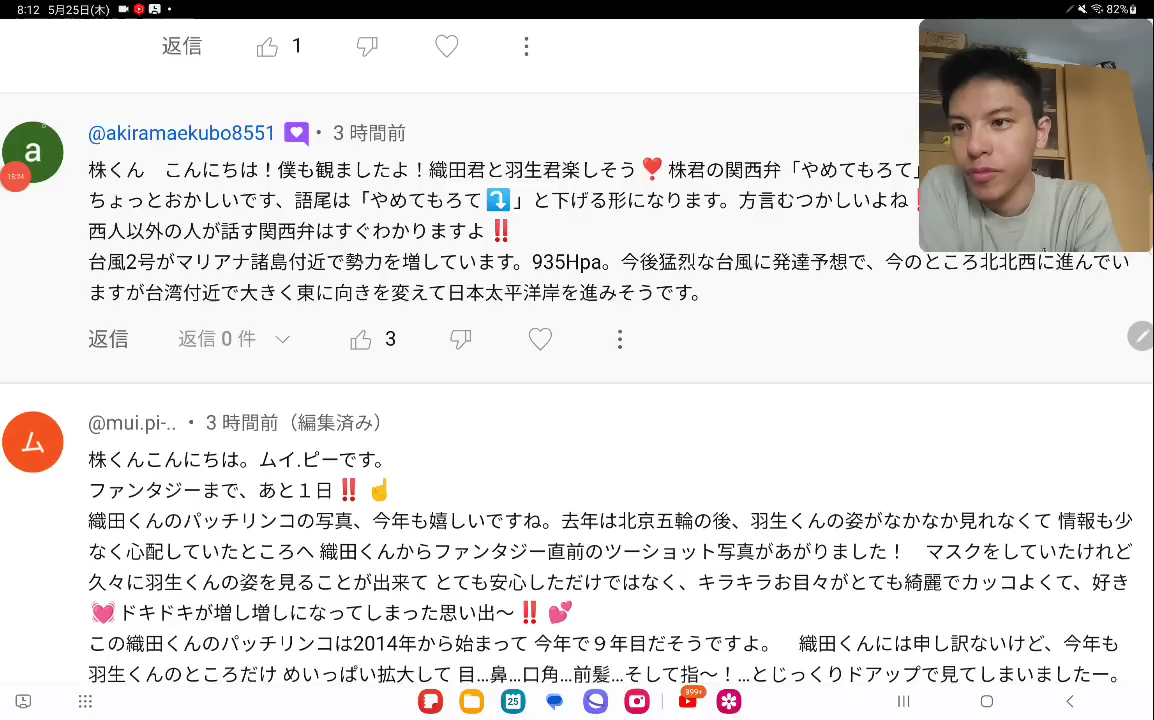 8:12 5月25日(木)
82%
返信 1
@akiramaekubo8551 ・ 3 時間前
a
15:24
株くん　こんにちは！僕も観ましたよ！織田君と羽生君楽しそう❣️ 株君の関西弁「やめてもろて」
ちょっとおかしいです、語尾は「やめてもろて⤵️」と下げる形になります。方言むつかしいよね
西人以外の人が話す関西弁はすぐわかりますよ‼️
台風2号がマリアナ諸島付近で勢力を増しています。935Hpa。今後猛烈な台風に発達予想で、今のところ北北西に進んでい
ますが台湾付近で大きく東に向きを変えて日本太平洋岸を進みそうです。
返信 返信 0 件 3
@mui.pi-.. ・ 3 時間前（編集済み）
ム
株くんこんにちは。ムイ.ピーです。
ファンタジーまで、あと１日‼️ ☝️
織田くんのパッチリンコの写真、今年も嬉しいですね。去年は北京五輪の後、羽生くんの姿がなかなか見れなくて 情報も少
なく心配していたところへ 織田くんからファンタジー直前のツーショット写真があがりました！　マスクをしていたけれど
久々に羽生くんの姿を見ることが出来て とても安心しただけではなく、キラキラお目々がとても綺麗でカッコよくて、好き
💓ドキドキが増し増しになってしまった思い出〜‼️💕
この織田くんのパッチリンコは2014年から始まって 今年で９年目だそうですよ。　織田くんには申し訳ないけど、今年も
羽生くんのところだけ めいっぱい拡大して 目...鼻...口角...前髪...そして指〜！...とじっくりドアップで見てしまいましたー。
25
999+